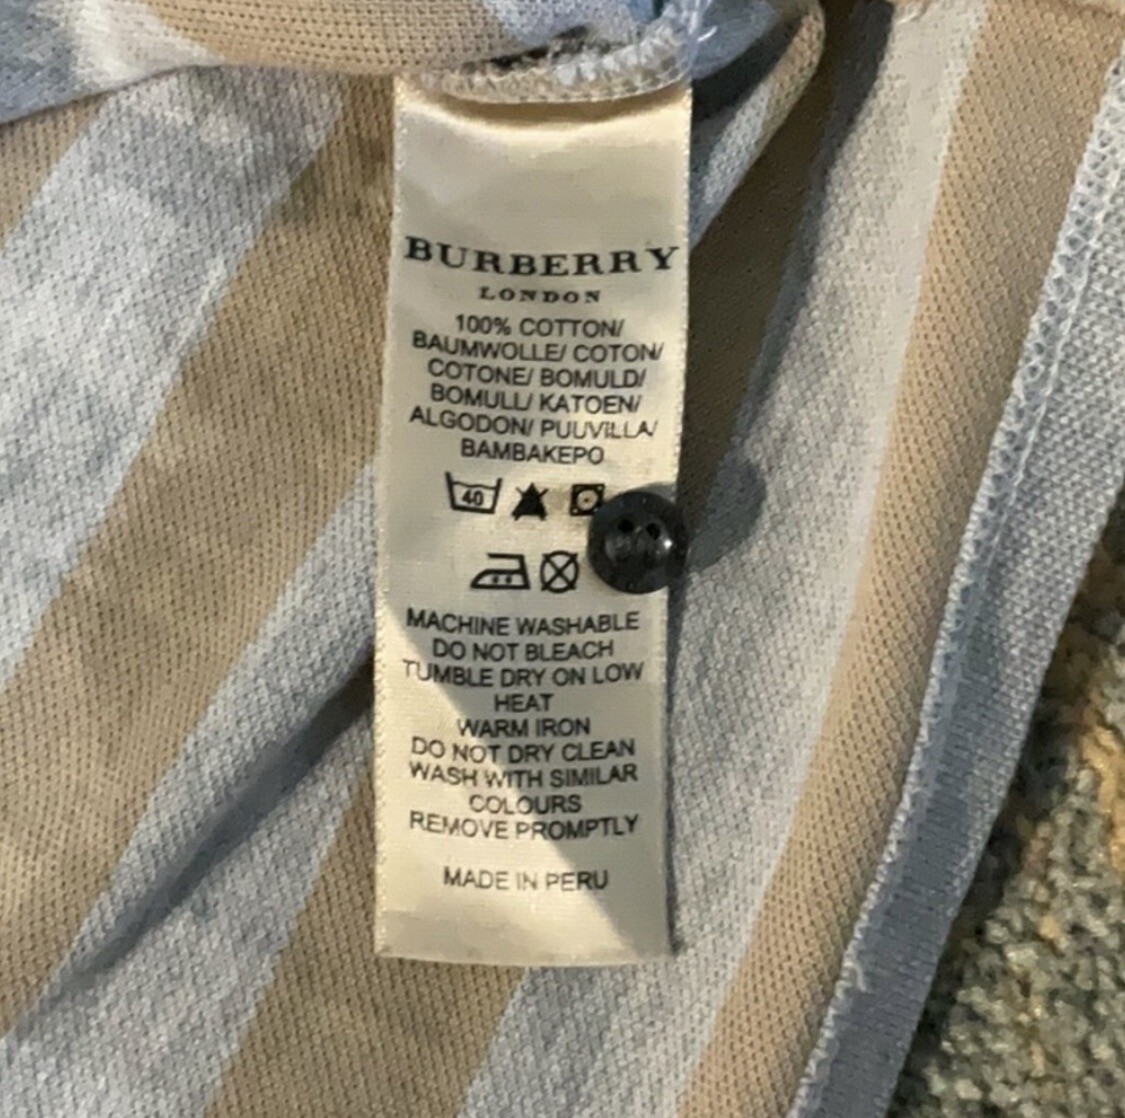 BURBERRY
LONDON
100% COTTON/
BAUMWOLLE/ COTON/
COTONE/ BOMULD/
BOMULL/ KATOEN/
ALGODON/ PUUVILLA/
BAMBAKEPO
40
MACHINE WASHABLE
DO NOT BLEACH
TUMBLE DRY ON LOW
HEAT
WARM IRON
DO NOT DRY CLEAN
WASH WITH SIMILAR
COLOURS
REMOVE PROMPTLY
MADE IN PERU